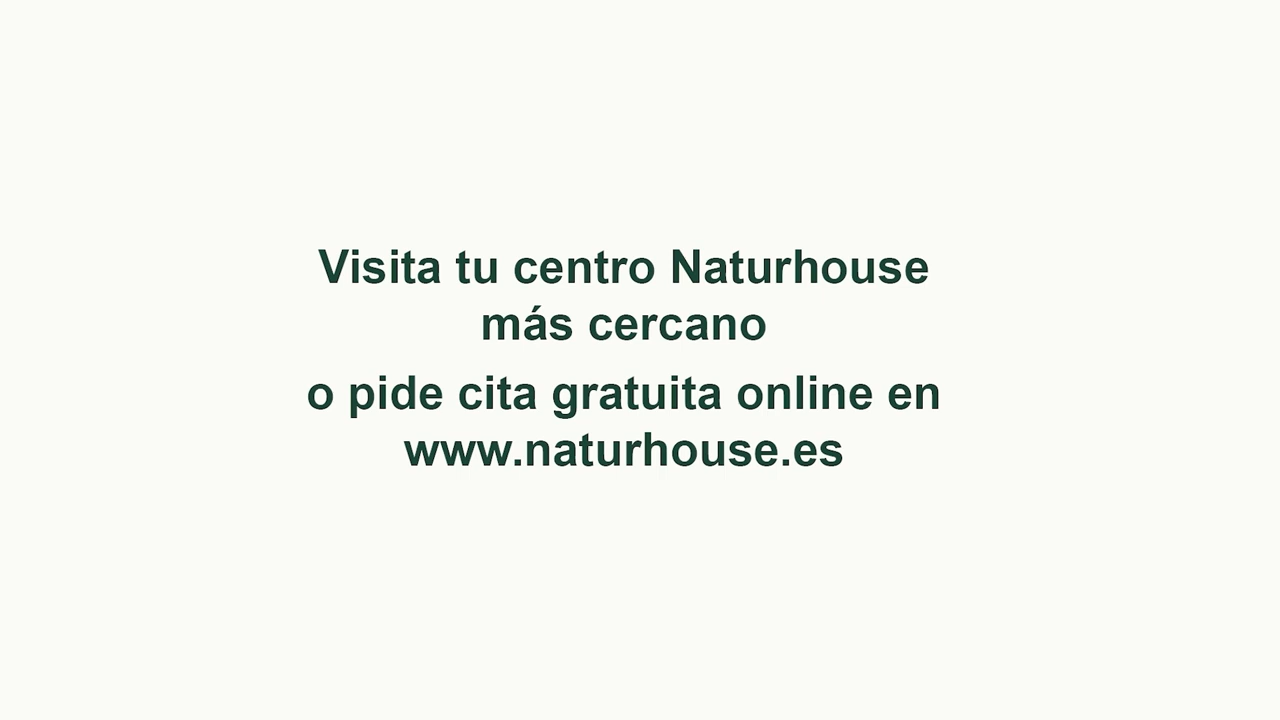 Visita tu centro Naturhouse
más cercano
o pide cita gratuita online en
www.naturhouse.es